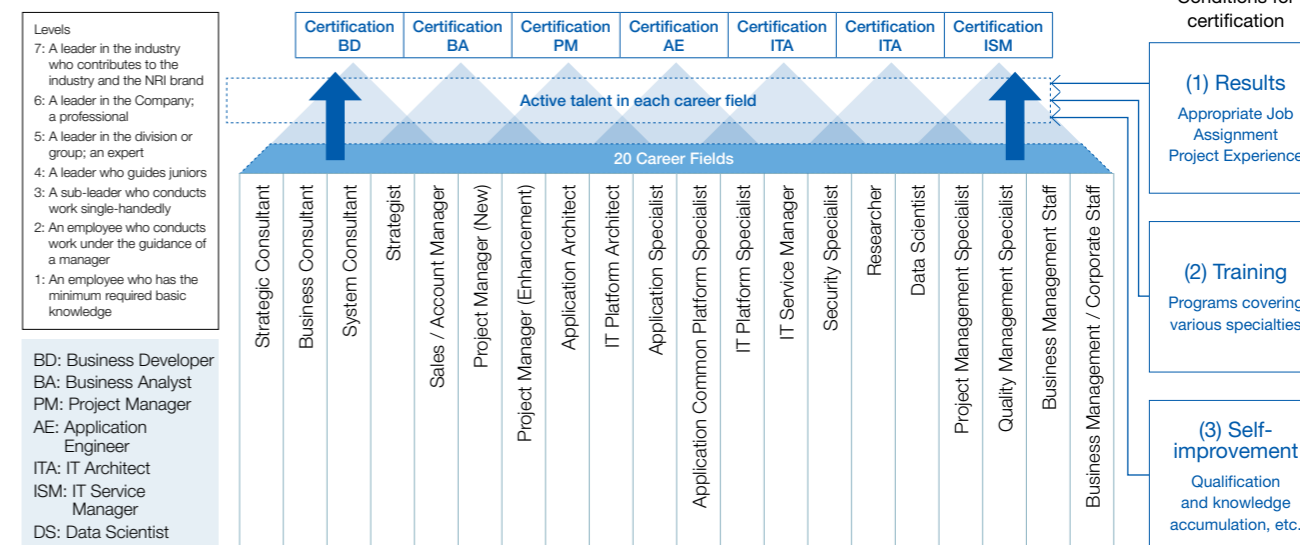 Levels
7: A leader in the industry
who contributes to the
industry and the NRI brand
6: A leader in the Company;
a professional
5: A leader in the division or
group; an expert
4: A leader who guides juniors
3: A sub-leader who conducts
work single-handedly
2: An employee who conducts
work under the guidance of
a manager
1: An employee who has the
minimum required basic
knowledge
BD: Business Developer
BA: Business Analyst
PM: Project Manager
AE: Application
Engineer
ITA: IT Architect
ISM: IT Service
Manager
DS: Data Scientist
Certification
BD
Certification
BA
Certification
PM
Certification
AE
Certification
ITA
Certification
ITA
Certification
ISM
Active talent in each career field
20 Career Fields
Strategic Consultant
Business Consultant
System Consultant
Strategist
Sales / Account Manager
Project Manager (New)
Project Manager (Enhancement)
Application Architect
IT Platform Architect
Application Specialist
Application Common Platform Specialist
IT Platform Specialist
IT Service Manager
Security Specialist
Researcher
Data Scientist
Project Management Specialist
Quality Management Specialist
Business Management Staff
Business Management / Corporate Staff
Conditions for
certification
(1) Results
Appropriate Job
Assignment
Project Experience
(2) Training
Programs covering
various specialties
(3) Self-
improvement
Qualification
and knowledge
accumulation, etc.